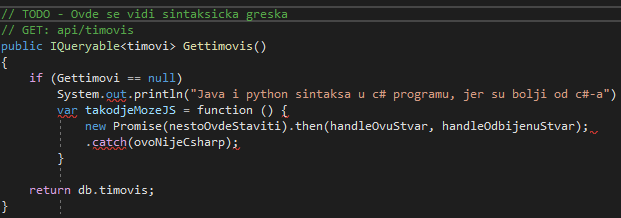 // TODO - Ovde se vidi sintaksicka greska
// GET: api/timovis
public IQueryable<timovi> Gettimovis()
{
if (Gettimovi == null)
System.out.println("Java i python sintaksa u c# programu, jer su bolji od c#-a")
var takodjeMozeJS = function () {
new Promise(nestoOvdeStaviti).then(handleOvuStvar, handleOdbijenuStvar);
.catch(ovoNijeCsharp);
}
return db.timovis;
}